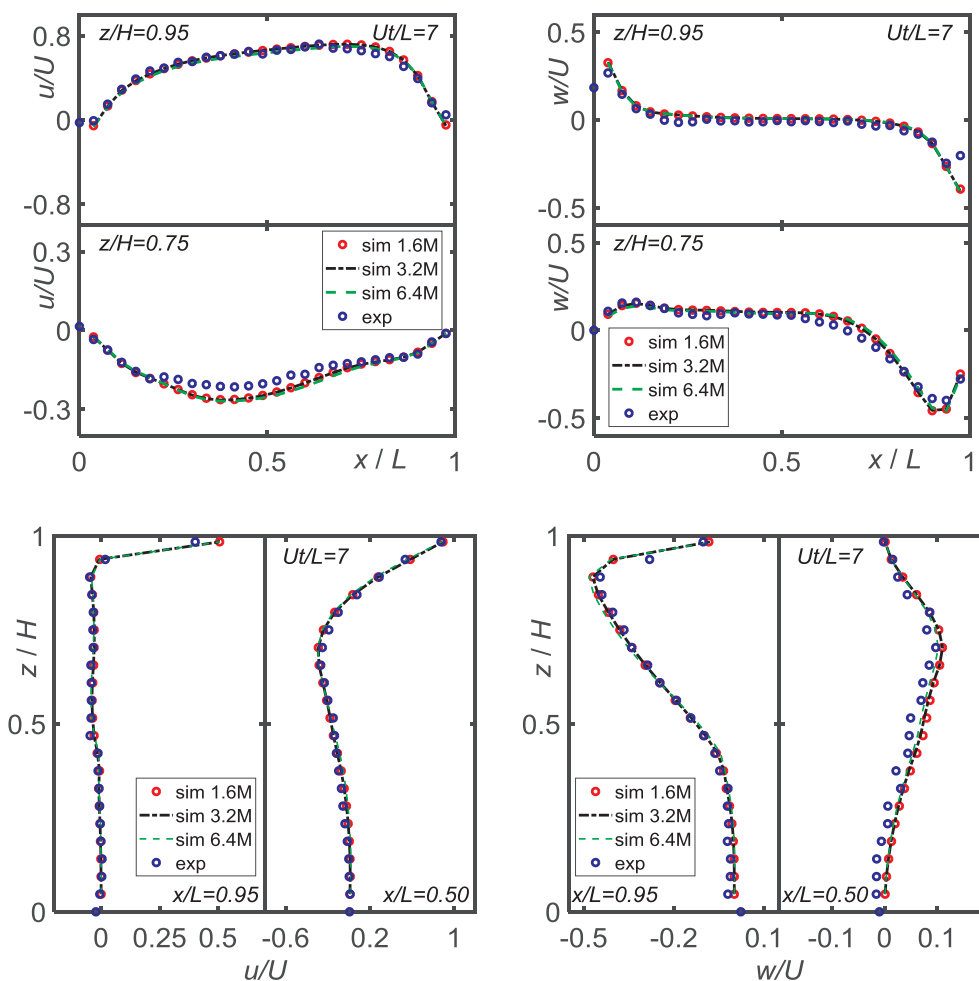 z/H=0.95
Ut/L=7
0.8
0
-0.8
u/U
z/H=0.75
0.3
0
-0.3
u/U
sim 1.6M
sim 3.2M
sim 6.4M
exp
0
0.5
1
x / L
z/H=0.95
Ut/L=7
0.5
0
-0.5
w/U
z/H=0.75
0.5
0
-0.5
w/U
sim 1.6M
sim 3.2M
sim 6.4M
exp
0
0.5
1
x / L
1
0.5
0
z / H
Ut/L=7
sim 1.6M
sim 3.2M
sim 6.4M
exp
x/L=0.95
x/L=0.50
0
0.25
0.5
-0.6
0.2
1
u/U
1
0.5
0
z / H
Ut/L=7
sim 1.6M
sim 3.2M
sim 6.4M
exp
x/L=0.95
x/L=0.50
-0.5
-0.2
0.1
-0.1
0
0.1
w/U